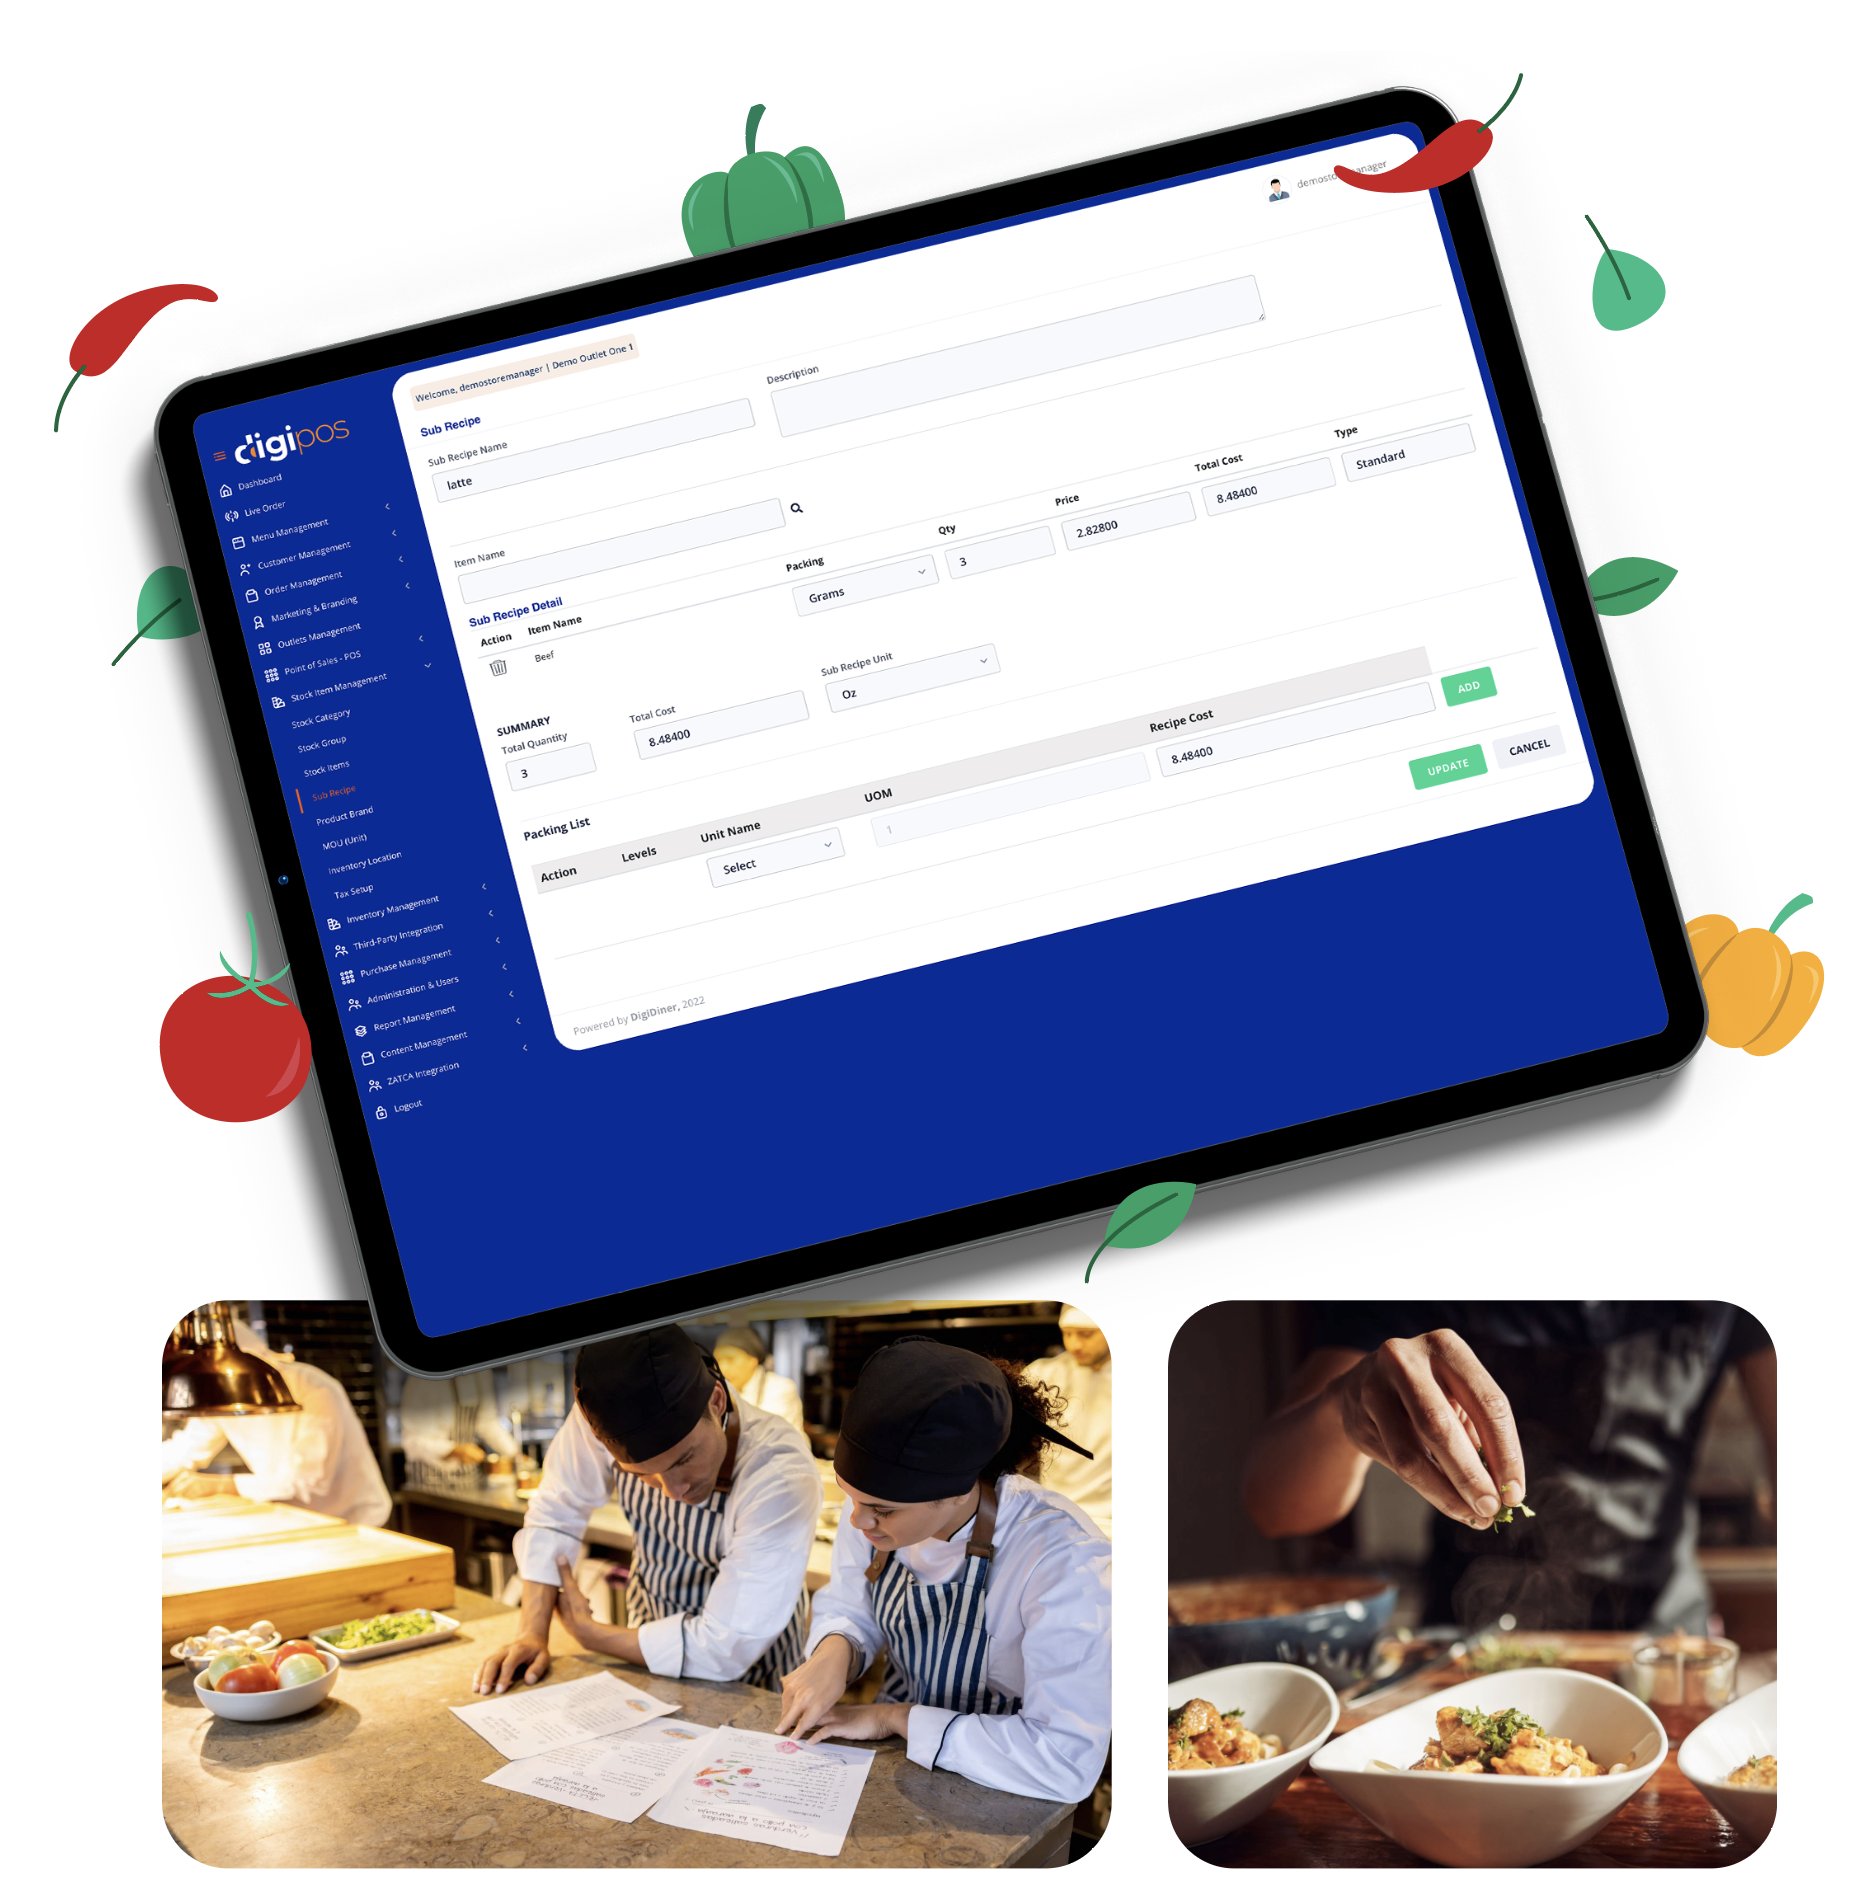 demosto anager
Welcome, demostoremanager | Demo Outlet One 1
digipos
Dashboard
Live Order
Menu Management
Customer Management
Order Management
Marketing & Branding
Outlets Management
Point of Sales - POS
Stock Item Management
Stock Category
Stock Group
Stock Items
Sub Recipe
Product Brand
MOU (Unit)
Inventory Location
Tax Setup
Inventory Management
Third-Party Integration
Purchase Management
Administration & Users
Report Management
Content Management
ZATCA Integration
Logout
Sub Recipe
Sub Recipe Name
Description
latte
Item Name
Sub Recipe Detail
Action Item Name Packing Qty Price Total Cost Type
Beef Grams 3 2.82800 8.48400 Standard
SUMMARY
Total Quantity Total Cost Sub Recipe Unit
3 8.48400 Oz
Packing List
Action Levels Unit Name UOM Recipe Cost
Select 1 8.48400 ADD
UPDATE CANCEL
Powered by DigiDiner, 2022